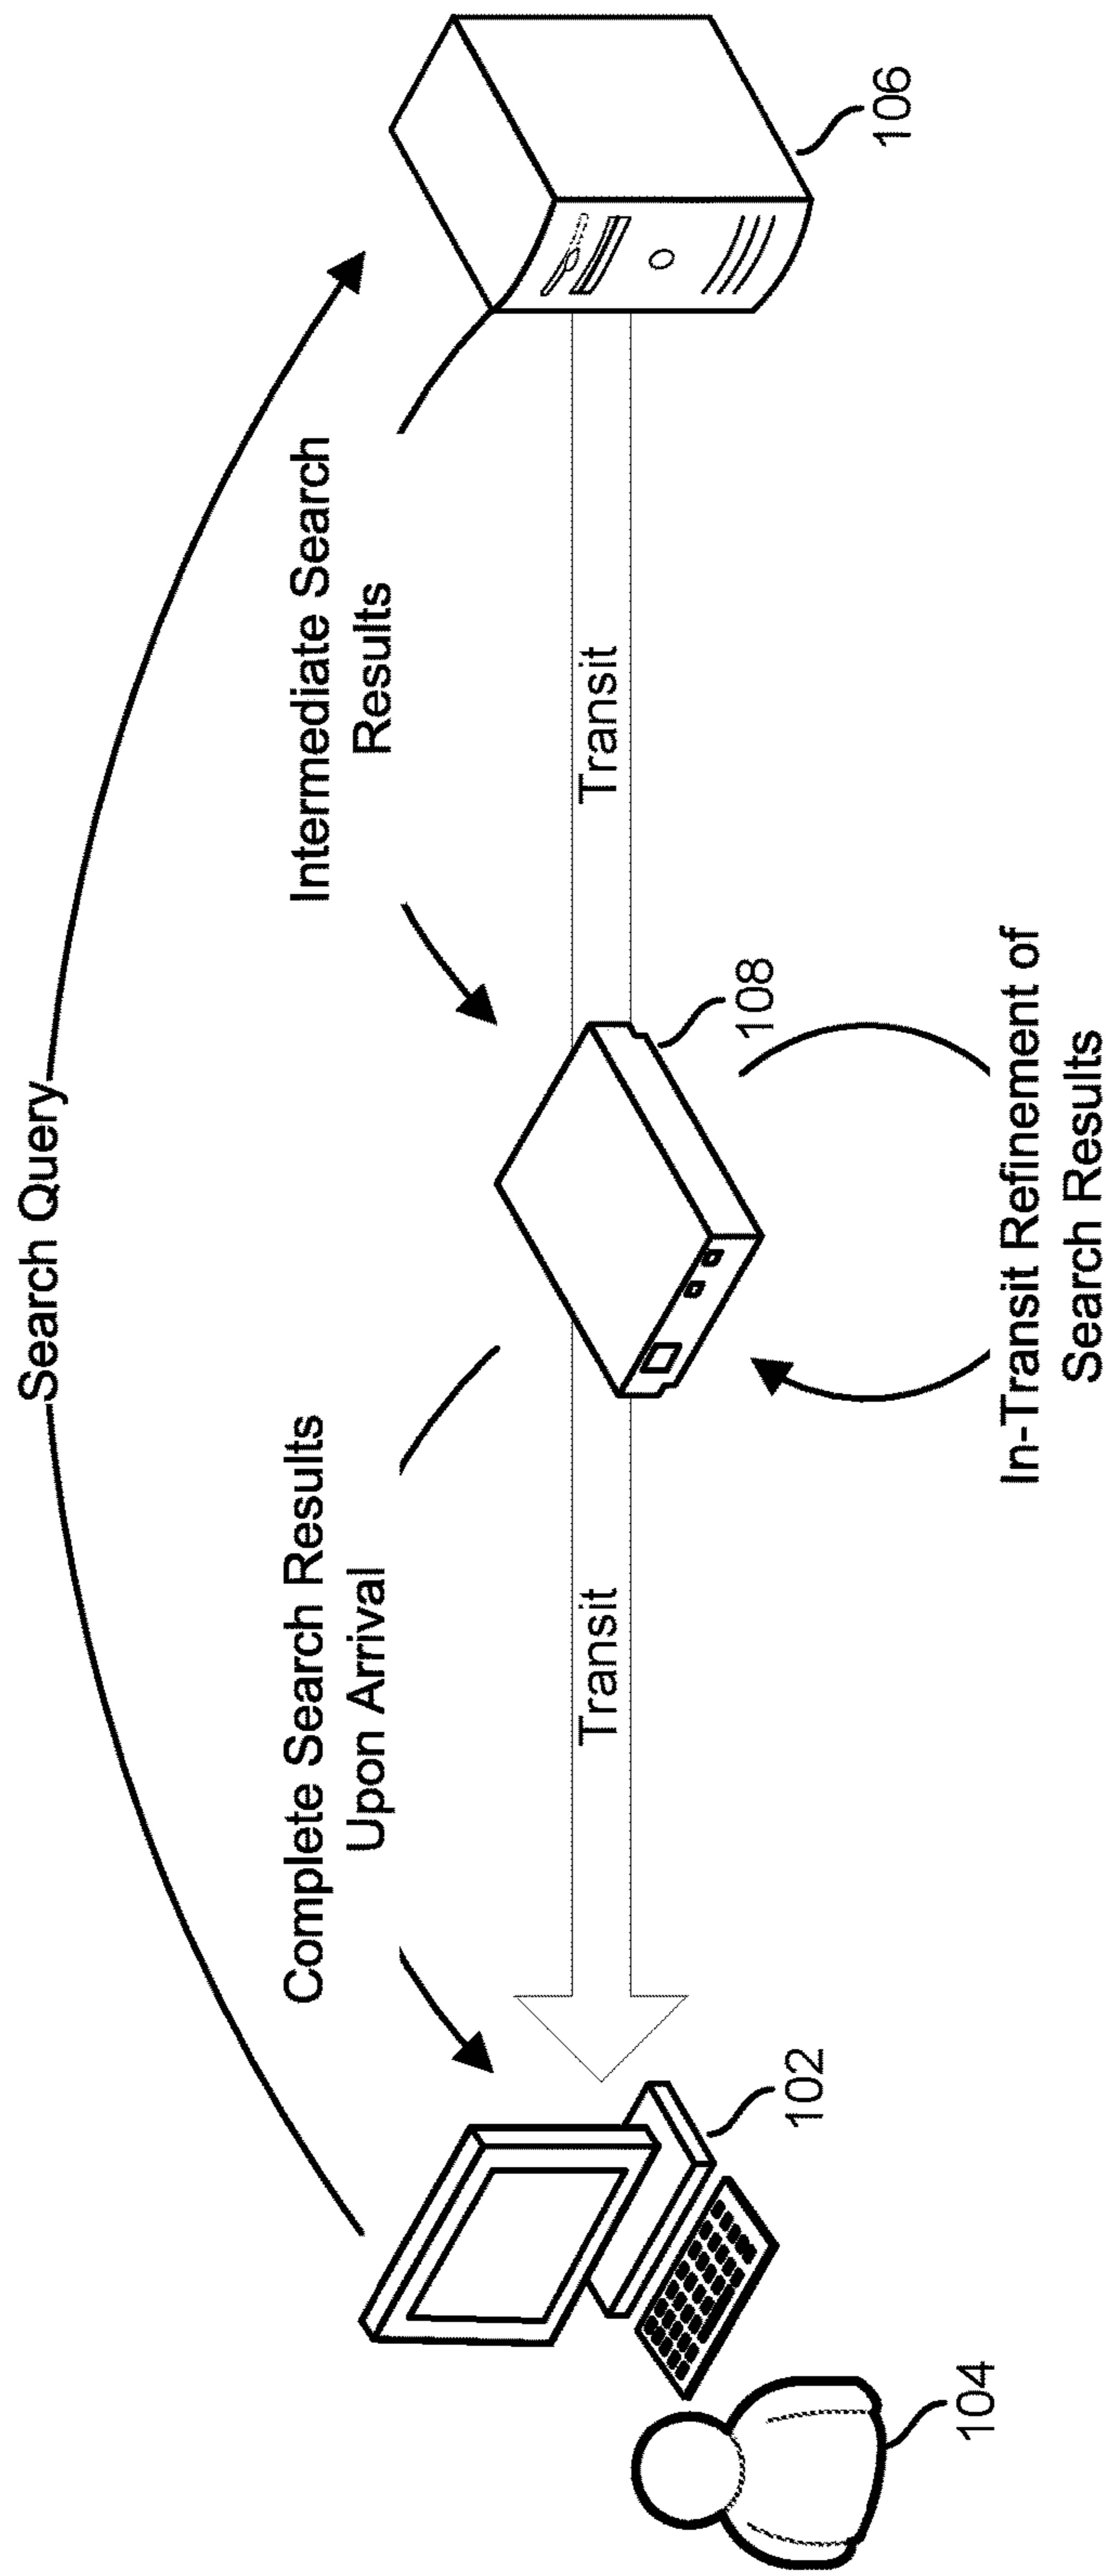 Search Query
Complete Search Results
Upon Arrival
Intermediate Search
Results
Transit
Transit
106
108
102
104
In-Transit Refinement of
Search Results